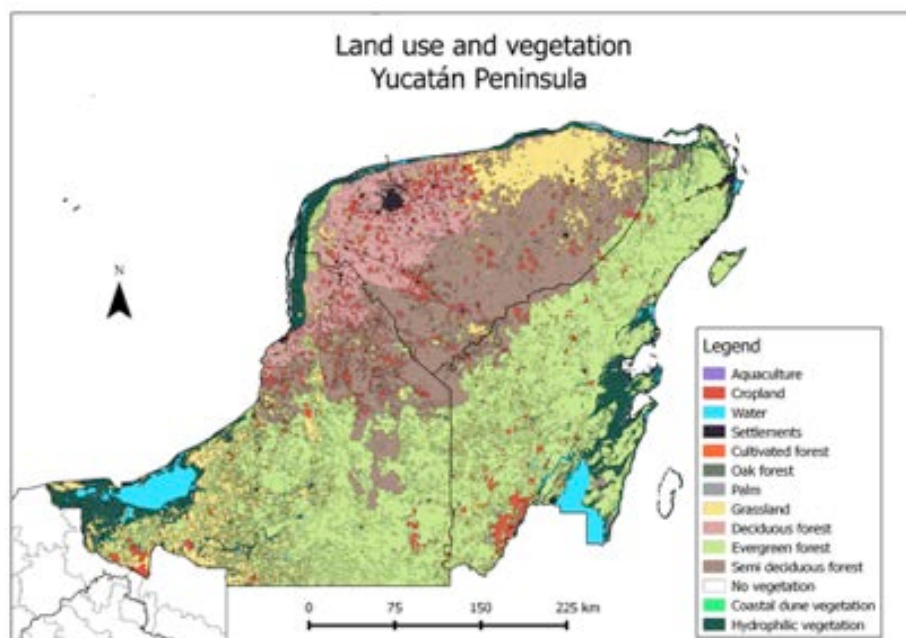 Land use and vegetation
Yucatán Peninsula
N
Legend
Aquaculture
Cropland
Water
Settlements
Cultivated forest
Oak forest
Palm
Grassland
Deciduous forest
Evergreen forest
Semi deciduous forest
No vegetation
Coastal dune vegetation
Hydrophilic vegetation
0 75 150 225 km